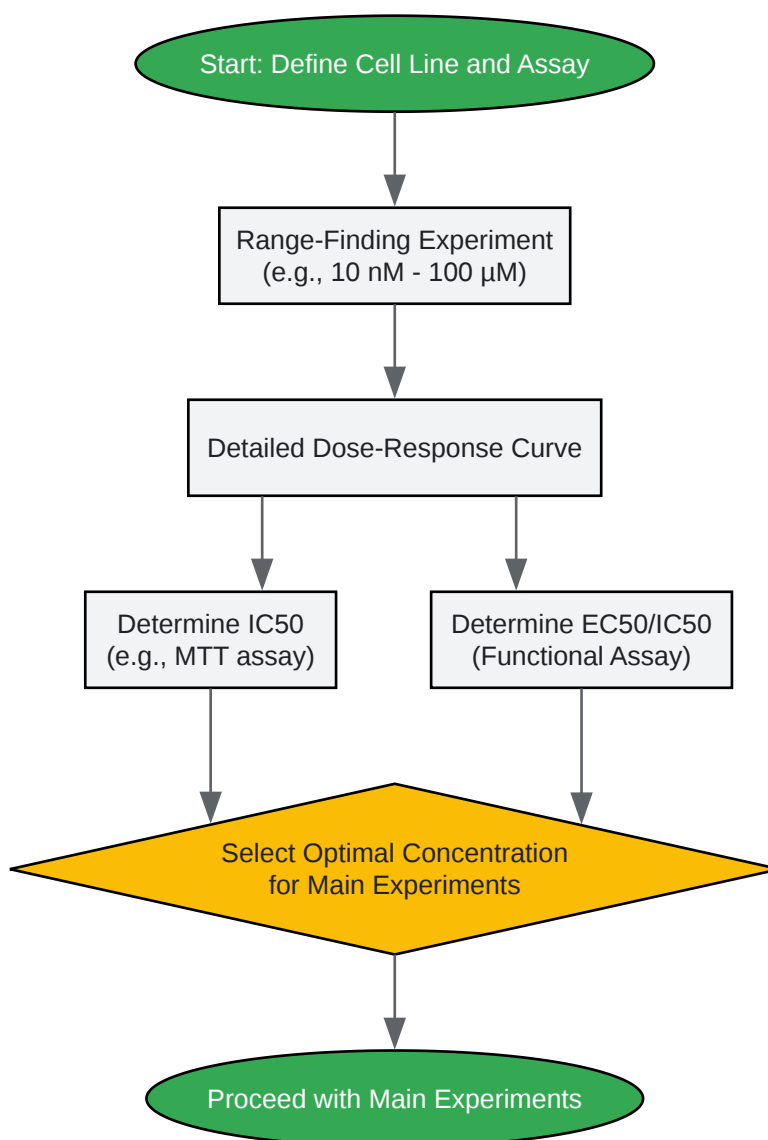 Start: Define Cell Line and Assay
Range-Finding Experiment
(e.g., 10 nM - 100 µM)
Detailed Dose-Response Curve
Determine IC50
(e.g., MTT assay)
Determine EC50/IC50
(Functional Assay)
Select Optimal Concentration
for Main Experiments
Proceed with Main Experiments